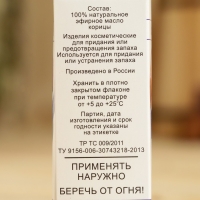 Состав:
100% натуральное
эфирное масло
корицы
Изделия косметические
для придания или
предотвращения запаха
Используется для придания
или устранения запаха
Произведено в России
Хранить в плотно
закрытом флаконе
при температуре
от +5 до +25°С
Партия, дата
изготовления и срок
годности указаны
на этикетке
ТР ТС 009/2011
ТУ 9156-006-30743218-2013
ПРИМЕНЯТЬ
НАРУЖНО
БЕРЕЧЬ ОТ ОГНЯ!